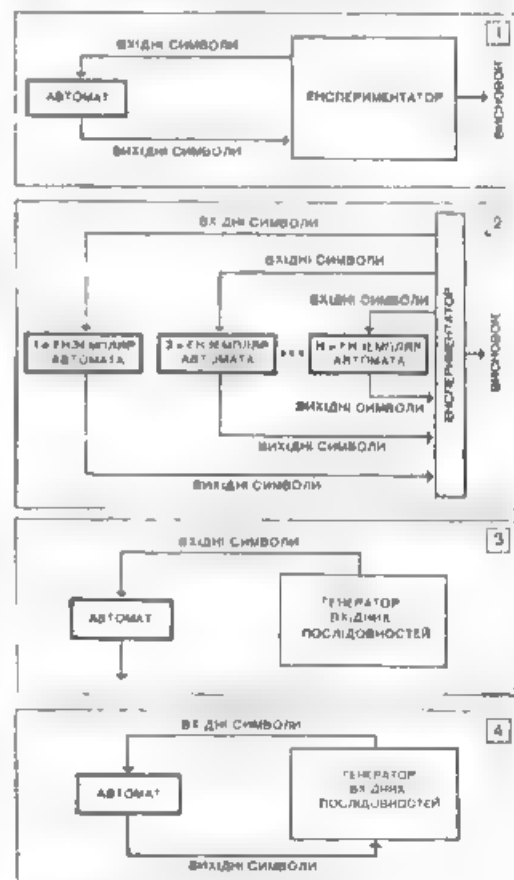 1
ВХІДНІ СИМВОЛИ
АВТОМАТ
ЕКСПЕРИМЕНТАТОР
ВИСНОВОК
ВИХІДНІ СИМВОЛИ
2
ВХІДНІ СИМВОЛИ
ВХІДНІ СИМВОЛИ
ВХІДНІ СИМВОЛИ
1-й ЕКЗЕМПЛЯР
АВТОМАТА
2-й ЕКЗЕМПЛЯР
АВТОМАТА
•••
К-й ЕКЗЕМПЛЯР
АВТОМАТА
ЕКСПЕРИМЕНТАТОР
ВИСНОВОК
ВИХІДНІ СИМВОЛИ
ВИХІДНІ СИМВОЛИ
ВИХІДНІ СИМВОЛИ
3
ВХІДНІ СИМВОЛИ
АВТОМАТ
ГЕНЕРАТОР
ВХІДНИХ
ПОСЛІДОВНОСТЕЙ
4
ВХІДНІ СИМВОЛИ
АВТОМАТ
ГЕНЕРАТОР
ВХІДНИХ
ПОСЛІДОВНОСТЕЙ
ВИХІДНІ СИМВОЛИ